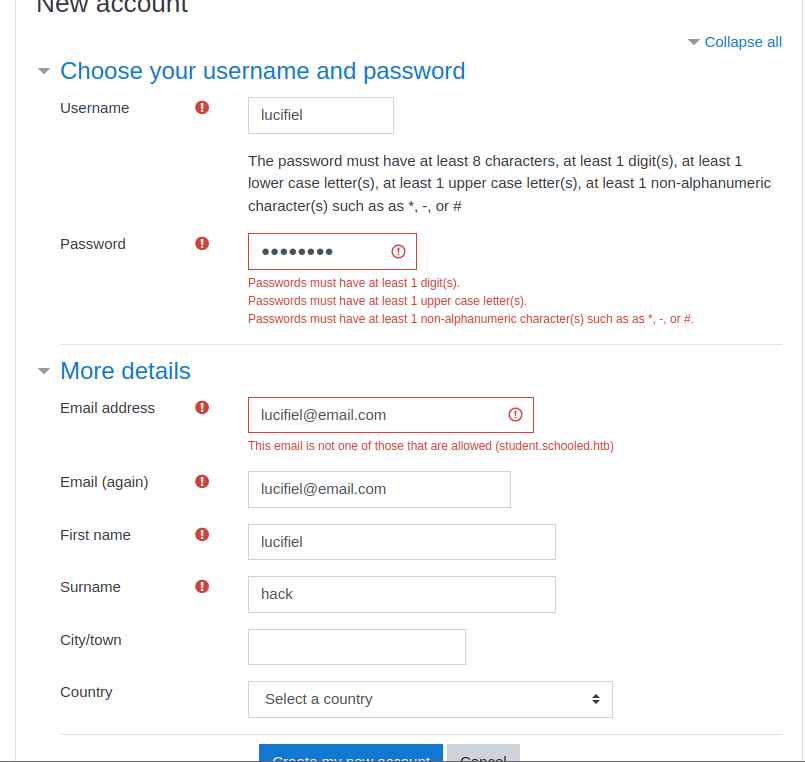 New account
Collapse all
Choose your username and password
Username
lucifiel
The password must have at least 8 characters, at least 1 digit(s), at least 1
lower case letter(s), at least 1 upper case letter(s), at least 1 non-alphanumeric
character(s) such as as *, -, or #
Password
Passwords must have at least 1 digit(s).
Passwords must have at least 1 upper case letter(s).
Passwords must have at least 1 non-alphanumeric character(s) such as as *, -, or #.
More details
Email address
lucifiel@email.com
This email is not one of those that are allowed (student.schooled.htb)
Email (again)
lucifiel@email.com
First name
lucifiel
Surname
hack
City/town
Country
Select a country
Create my new account
Cancel